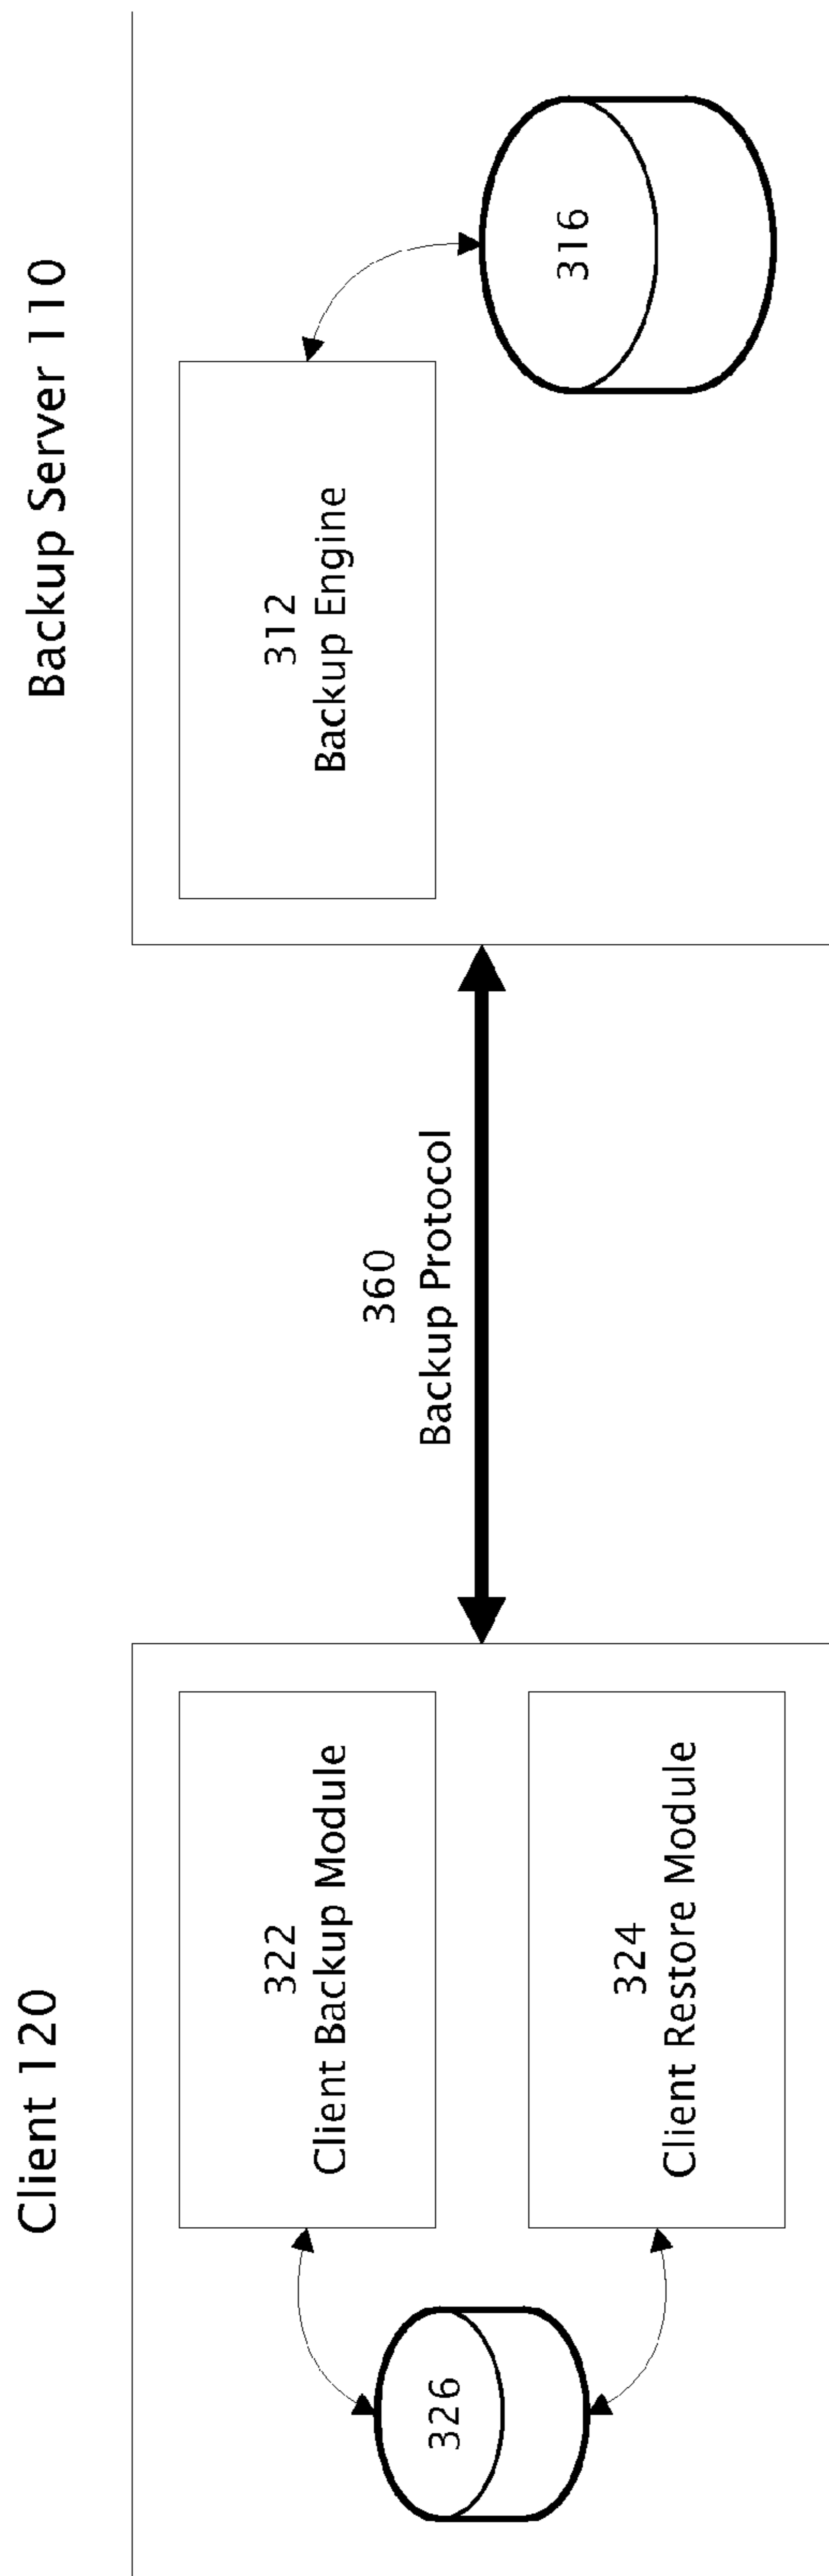 Client 120
322
Client Backup Module
324
Client Restore Module
326
360
Backup Protocol
Backup Server 110
312
Backup Engine
316